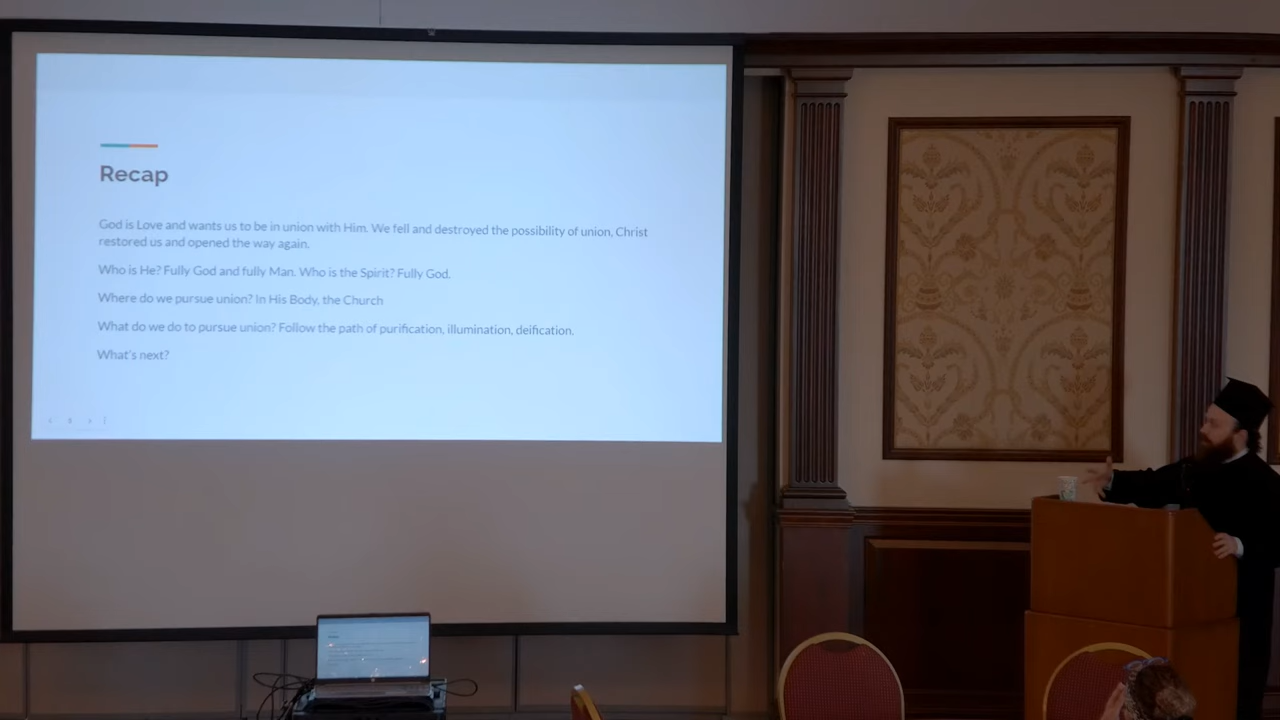 Recap
God is Love and wants us to be in union with Him. We fell and destroyed the possibility of union, Christ
restored us and opened the way again.
Who is He? Fully God and fully Man. Who is the Spirit? Fully God.
Where do we pursue union? In His Body, the Church
What do we do to pursue union? Follow the path of purification, illumination, deification.
What's next?